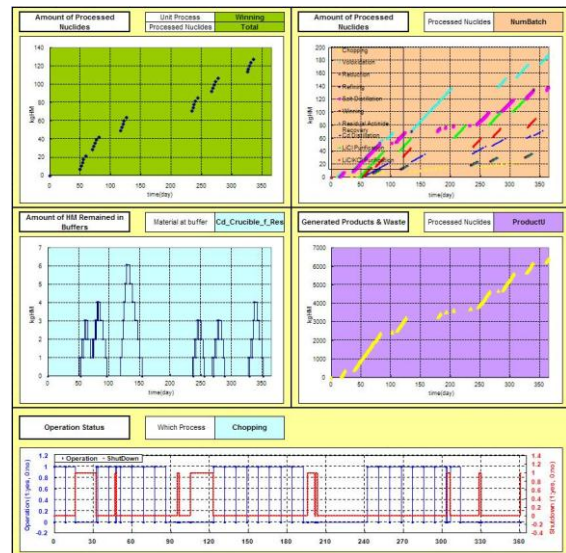 Amount of Processed Nuclides
Unit Process Winning
Processed Nuclides Total
kgHM
140
120
100
80
60
40
20
0
0 50 100 150 200 250 300 350
time(day)
Amount of Processed Nuclides
Processed Nuclides NumBatch
kgHM
200
180
160
140
120
100
80
60
40
20
0
Chopping
Voloxidation
Reduction
Refining
Salt Distillation
Winning
Residual Actinide
Recovery
Cd Distillation
LiCl Purification
LiCl-KCl Purification
0 50 100 150 200 250 300 350
time(day)
Amount of HM Remained in Buffers
Material at buffer Cd_Crucible_f_Res
kgHM
7
6
5
4
3
2
1
0
0 50 100 150 200 250 300 350
time(day)
Generated Products & Waste
Processed Nuclides ProductU
kgHM
7000
6000
5000
4000
3000
2000
1000
0
0 50 100 150 200 250 300 350
time(day)
Operation Status
Which Process Chopping
Operation ShutDown
Operation (1:yes, 0:no)
1.2
1
0.8
0.6
0.4
0.2
0
-0.2
1.4
1.2
1
0.8
0.6
0.4
0.2
0
-0.2
-0.4
Shutdown (1:yes, 0:no)
0 30 60 90 120 150 180 210 240 270 300 330 360